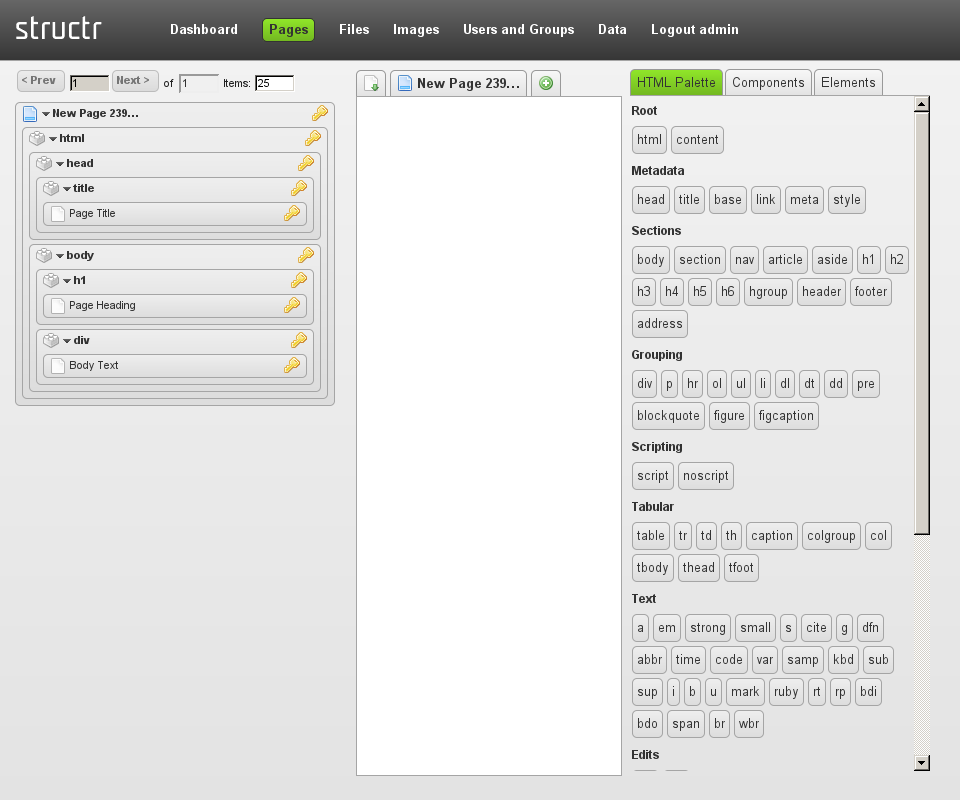 structr
Dashboard Pages Files Images Users and Groups Data Logout admin
< Prev 1 Next > of 1 Items: 25
New Page 239...
html
head
title
Page Title
body
h1
Page Heading
div
Body Text
New Page 239...
HTML Palette Components Elements
Root
html content
Metadata
head title base link meta style
Sections
body section nav article aside h1 h2
h3 h4 h5 h6 hgroup header footer
address
Grouping
div p hr ol ul li dl dt dd pre
blockquote figure figcaption
Scripting
script noscript
Tabular
table tr td th caption colgroup col
tbody thead tfoot
Text
a em strong small s cite g dfn
abbr time code var samp kbd sub
sup i b u mark ruby rt rp bdi
bdo span br wbr
Edits